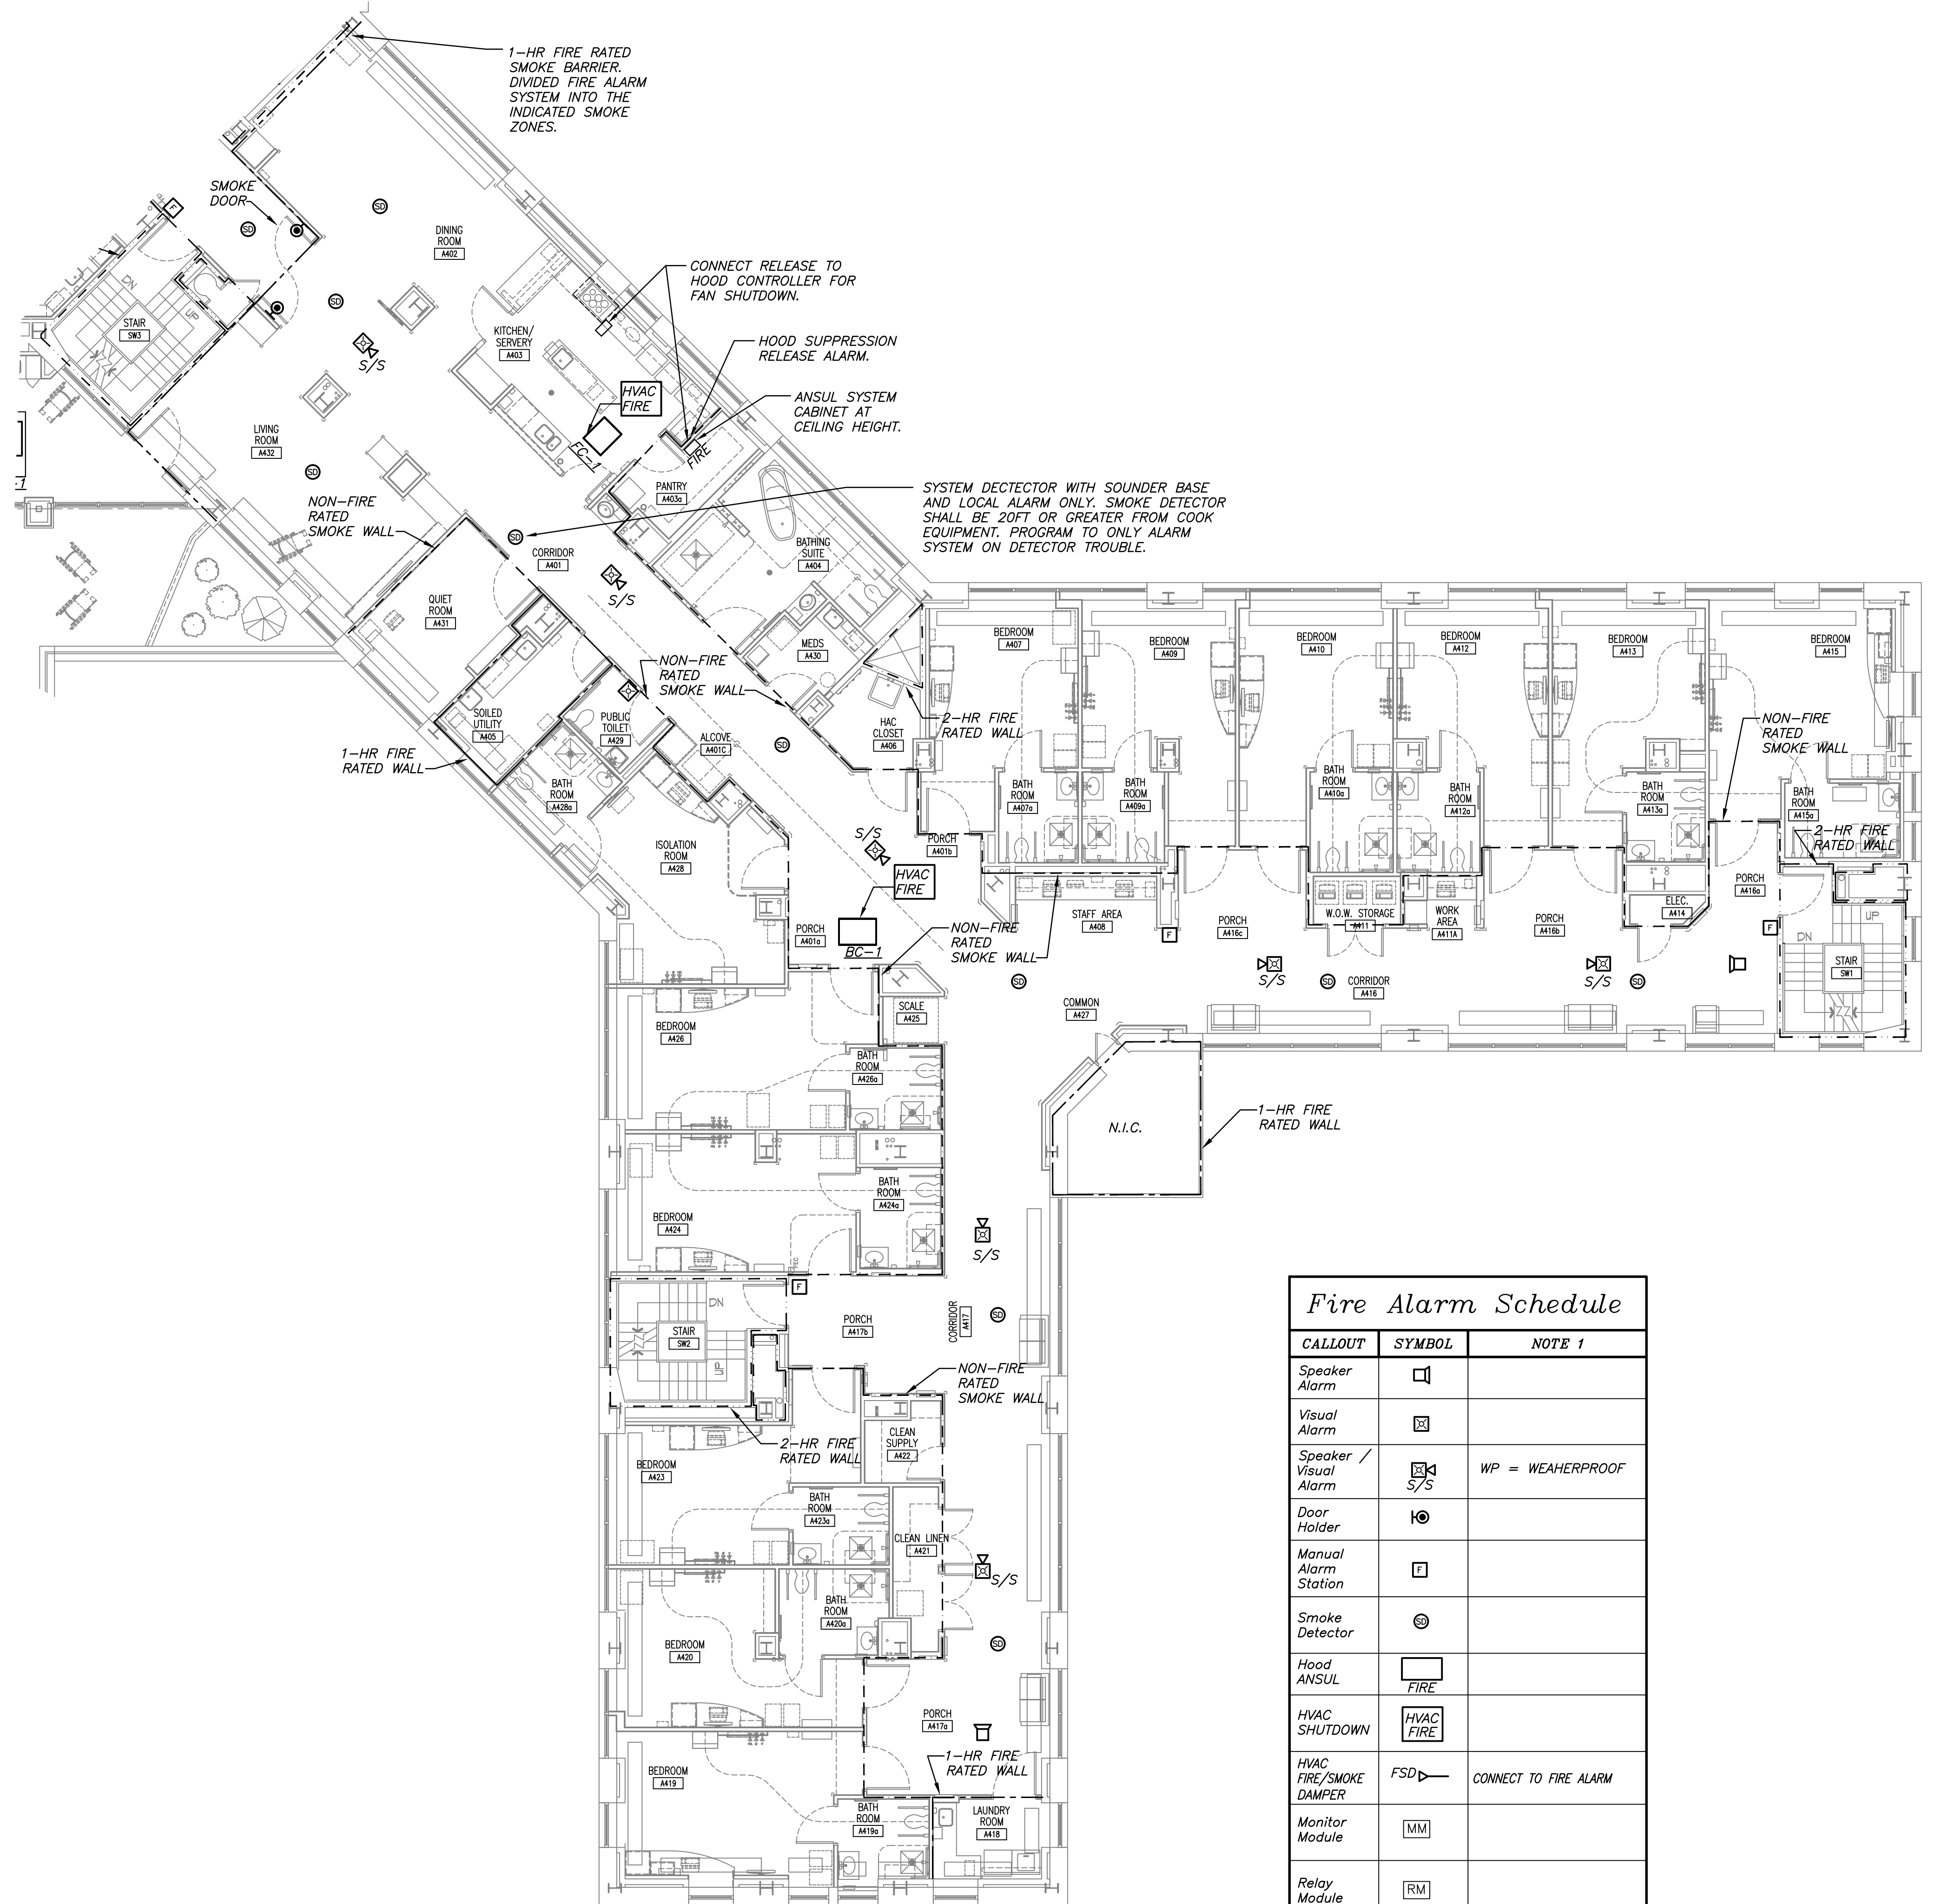 1-HR FIRE RATED
SMOKE BARRIER.
DIVIDED FIRE ALARM
SYSTEM INTO THE
INDICATED SMOKE
ZONES.
SMOKE
DOOR
F
SD
SD
SD
DINING
ROOM
A402
CONNECT RELEASE TO
HOOD CONTROLLER FOR
FAN SHUTDOWN.
DN
UP
STAIR
SW3
S/S
KITCHEN/
SERVERY
A403
HOOD SUPPRESSION
RELEASE ALARM.
HVAC
FIRE
FC-1
FIRE
ANSUL SYSTEM
CABINET AT
CEILING HEIGHT.
LIVING
ROOM
A432
SD
-1
PANTRY
A403a
NON-FIRE
RATED
SMOKE WALL
SYSTEM DECTECTOR WITH SOUNDER BASE
AND LOCAL ALARM ONLY. SMOKE DETECTOR
SHALL BE 20FT OR GREATER FROM COOK
EQUIPMENT. PROGRAM TO ONLY ALARM
SYSTEM ON DETECTOR TROUBLE.
SD
CORRIDOR
A401
BATHING
SUITE
A404
S/S
QUIET
ROOM
A431
MEDS
A430
NON-FIRE
RATED
SMOKE WALL
BEDROOM
A407
BEDROOM
A409
BEDROOM
A410
BEDROOM
A412
BEDROOM
A413
BEDROOM
A415
SOILED
UTILITY
A405
PUBLIC
TOILET
A429
ALCOVE
A401C
SD
HAC
CLOSET
A406
2-HR FIRE
RATED WALL
NON-FIRE
RATED
SMOKE WALL
1-HR FIRE
RATED WALL
BATH
ROOM
A428a
BATH
ROOM
A407a
BATH
ROOM
A409a
BATH
ROOM
A410a
BATH
ROOM
A412a
BATH
ROOM
A413a
BATH
ROOM
A415a
2-HR FIRE
RATED WALL
ISOLATION
ROOM
A428
S/S
HVAC
FIRE
PORCH
A401b
PORCH
A401a
BC-1
NON-FIRE
RATED
SMOKE WALL
STAFF AREA
A408
F
PORCH
A416c
W.O.W. STORAGE
A411
WORK
AREA
A411A
PORCH
A416b
ELEC.
A414
PORCH
A416a
F
UP
DN
STAIR
SW1
SD
S/S
SD
CORRIDOR
A416
S/S
SD
COMMON
A427
SCALE
A425
BEDROOM
A426
BATH
ROOM
A426a
N.I.C.
1-HR FIRE
RATED WALL
BATH
ROOM
A424a
BEDROOM
A424
S/S
F
DN
UP
STAIR
SW2
PORCH
A417b
CORRIDOR
A417
SD
NON-FIRE
RATED
SMOKE WALL
2-HR FIRE
RATED WALL
CLEAN
SUPPLY
A422
BEDROOM
A423
BATH
ROOM
A423a
CLEAN LINEN
A421
S/S
BATH
ROOM
A420a
BEDROOM
A420
SD
PORCH
A417a
1-HR FIRE
RATED WALL
BEDROOM
A419
BATH
ROOM
A419a
LAUNDRY
ROOM
A418
Fire Alarm Schedule
CALLOUT SYMBOL NOTE 1
Speaker
Alarm
Visual
Alarm
Speaker /
Visual
Alarm
S/S
WP = WEAHERPROOF
Door
Holder
Manual
Alarm
Station
F
Smoke
Detector
SD
Hood
ANSUL
FIRE
HVAC
SHUTDOWN
HVAC
FIRE
HVAC
FIRE/SMOKE
DAMPER
FSD
CONNECT TO FIRE ALARM
Monitor
Module
MM
Relay
Module
RM